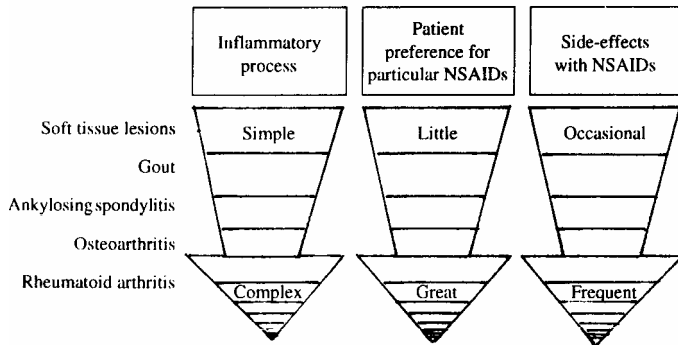 Inflammatory
process
Patient
preference for
particular NSAIDs
Side-effects
with NSAIDs
Soft tissue lesions
Simple
Little
Occasional
Gout
Ankylosing spondylitis
Osteoarthritis
Rheumatoid arthritis
Complex
Great
Frequent